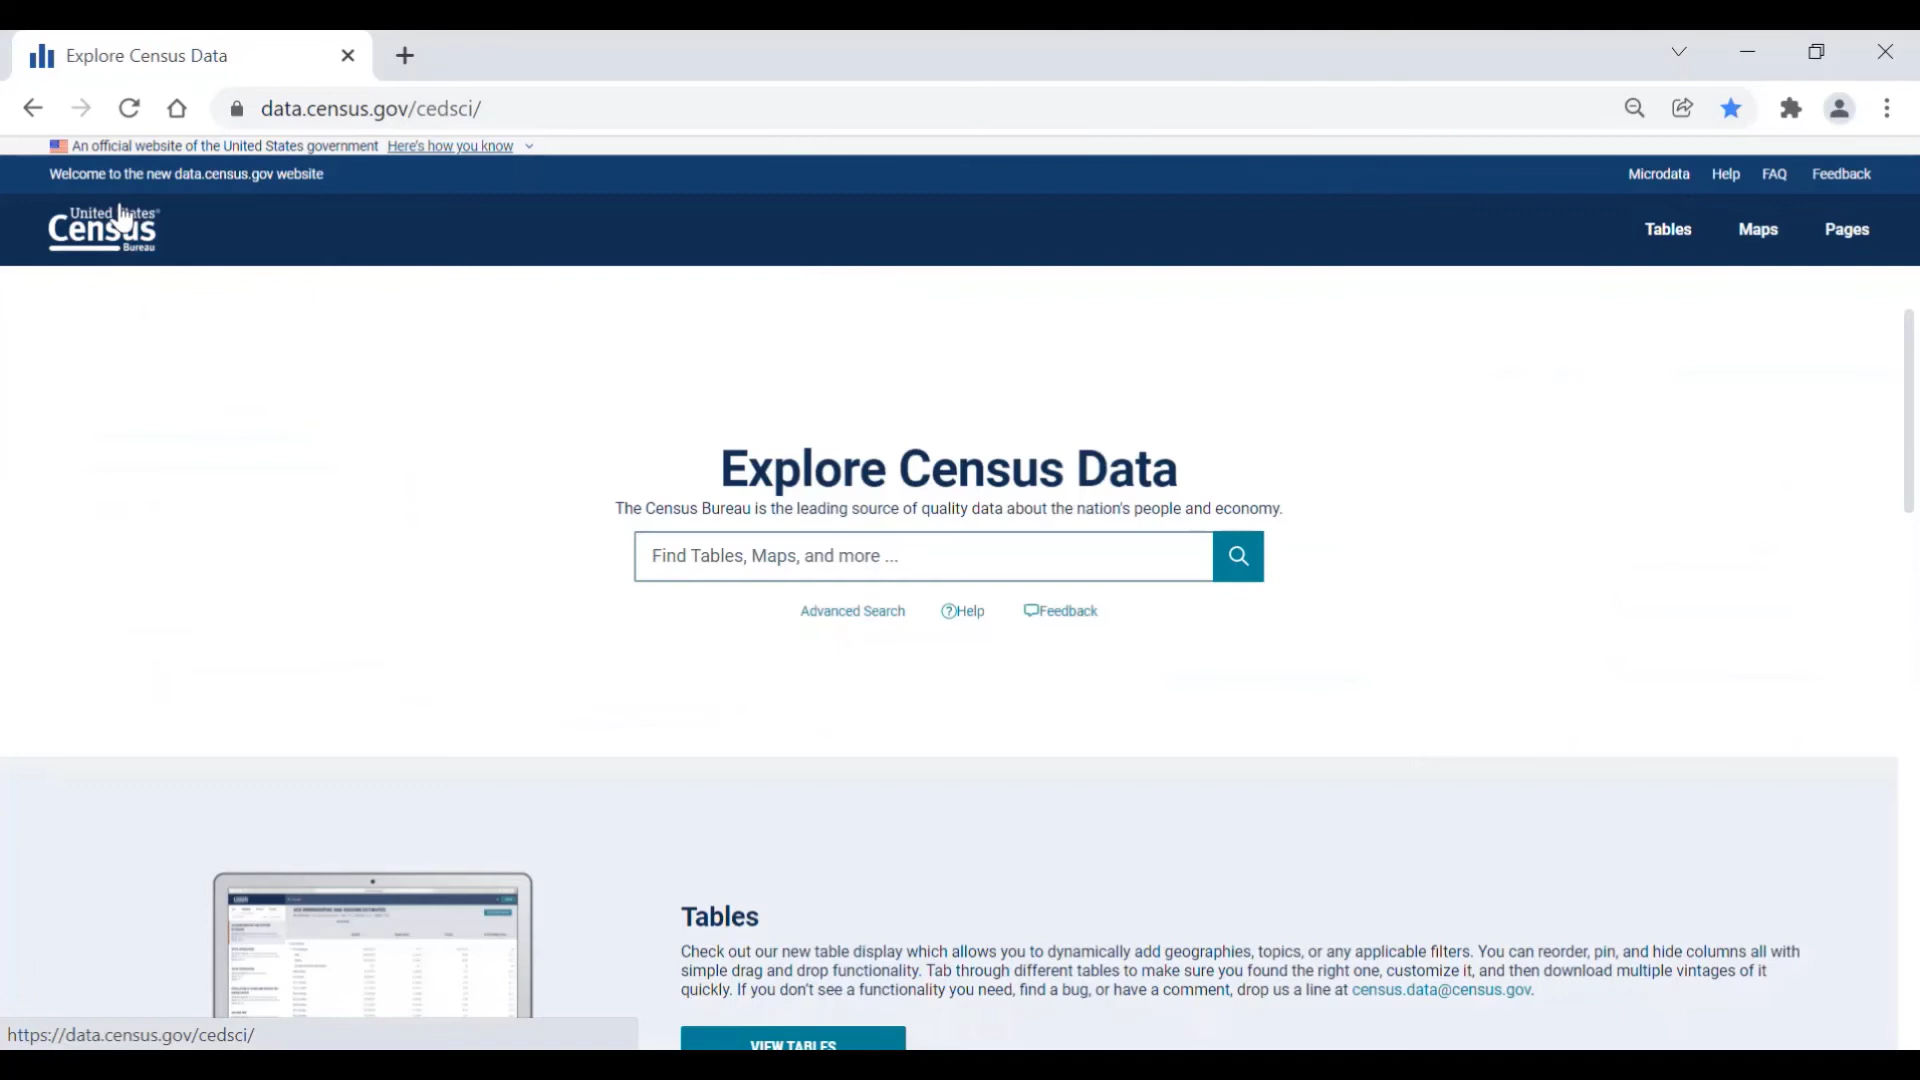 Explore Census Data
data.census.gov/cedsci/
An official website of the United States government Here's how you know
Welcome to the new data.census.gov website
Microdata Help FAQ Feedback
United States
Census
Bureau
Tables Maps Pages
Explore Census Data
The Census Bureau is the leading source of quality data about the nation's people and economy.
Find Tables, Maps, and more ...
Advanced Search Help Feedback
Tables
Check out our new table display which allows you to dynamically add geographies, topics, or any applicable filters. You can reorder, pin, and hide columns all with
simple drag and drop functionality. Tab through different tables to make sure you found the right one, customize it, and then download multiple vintages of it
quickly. If you don't see a functionality you need, find a bug, or have a comment, drop us a line at census.data@census.gov.
VIEW TABLES
https://data.census.gov/cedsci/